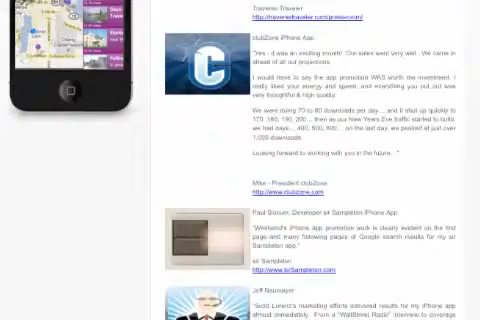 Travenie Traveler
http://travenietraveler.com/press-room/
clubZone iPhone App
"Yes - it was an exciting month! Our sales went very well. We came in
ahead of all our projections.
I would have to say the app promotion WAS worth the investment. I
really liked your energy and speed, and everything you put out was
very thoughtful & high quality.
We were doing 70 to 80 downloads per day... and it shot up quickly to
170, 180, 190, 200... then as our New Years Eve traffic started to build,
we had days... 400, 600, 800... on the last day, we peaked at just over
1,000 downloads.
Looking forward to working with you in the future..."
Mike - President clubZone
http://www.clubzone.com
Paul Slocum, Developer sir Sampleton iPhone App
"Westwind's iPhone app promotion work is clearly evident on the first
page-and many following pages of Google search results for my sir
Sampleton app."
sir Sampleton
http://www.sirSampleton.com
Jeff Neumayer,
"Scott Lorenz's marketing efforts delivered results for my iPhone app
almost immediately. From a "WallStreet Radio" interview to coverage